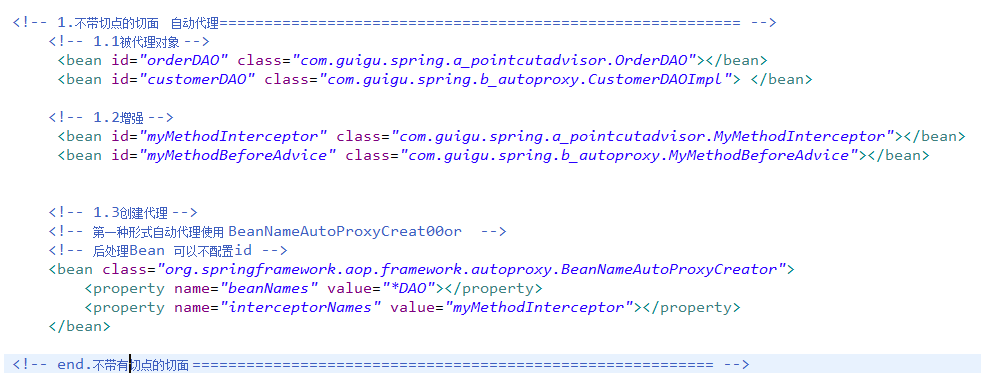 <!-- 1.不带切点的切面  自动代理========================================================== -->
<!-- 1.1被代理对象 -->
<bean id="orderDAO" class="com.guigu.spring.a_pointcutadvisor.OrderDAO"></bean>
<bean id="customerDAO" class="com.guigu.spring.b_autoproxy.CustomerDAOImpl"> </bean>
<!-- 1.2增强 -->
<bean id="myMethodInterceptor" class="com.guigu.spring.a_pointcutadvisor.MyMethodInterceptor"></bean>
<bean id="myMethodBeforeAdvice" class="com.guigu.spring.b_autoproxy.MyMethodBeforeAdvice"></bean>
<!-- 1.3创建代理 -->
<!-- 第一种形式自动代理使用 BeanNameAutoProxyCreat00or  -->
<!-- 后处理Bean 可以不配置id -->
<bean class="org.springframework.aop.framework.autoproxy.BeanNameAutoProxyCreator">
<property name="beanNames" value="*DAO"></property>
<property name="interceptorNames" value="myMethodInterceptor"></property>
</bean>
<!-- end.不带有切点的切面========================================================== -->